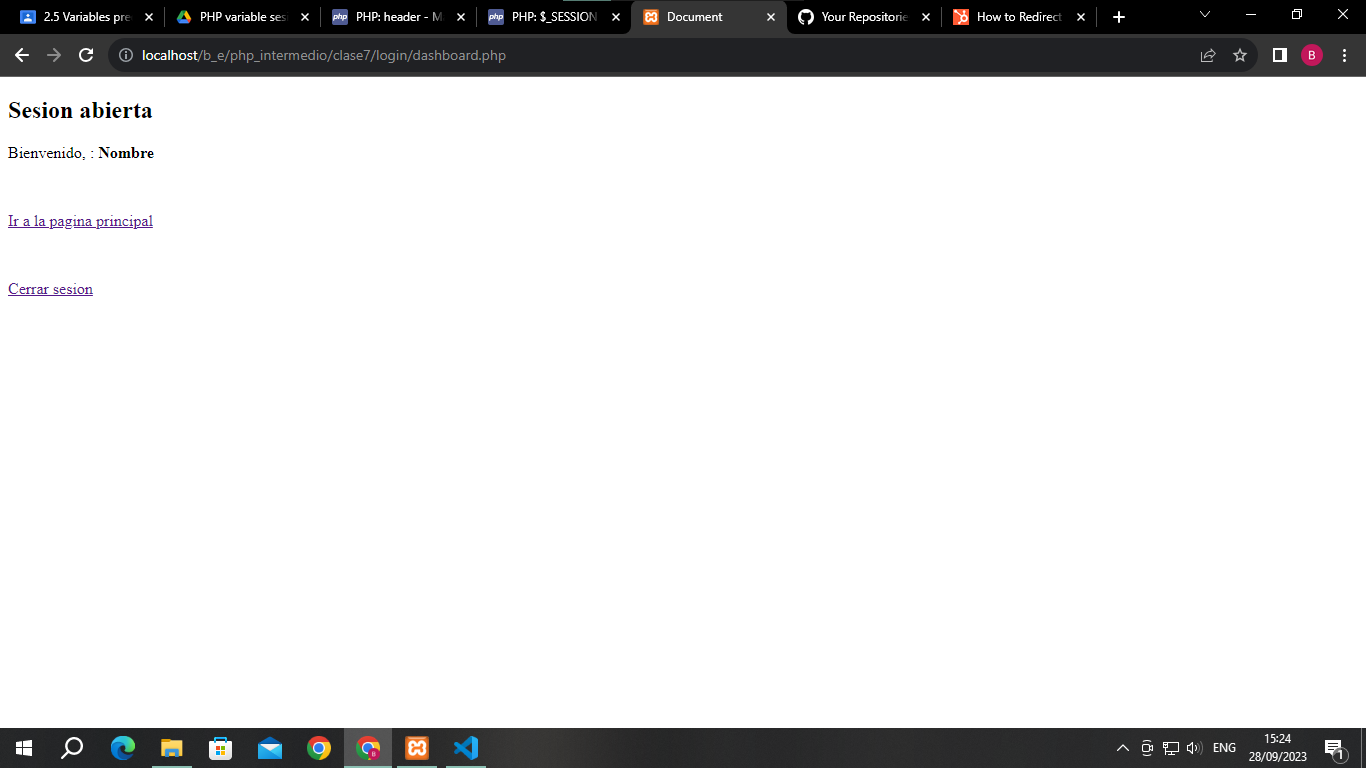 2.5 Variables pre
PHP variable ses
PHP: header - M
PHP: $_SESSION
Document
Your Repositorie
How to Redirect
localhost/b_e/php_intermedio/clase7/login/dashboard.php
B
Sesion abierta
Bienvenido, : Nombre
Ir a la pagina principal
Cerrar sesion
ENG
15:24
28/09/2023
1